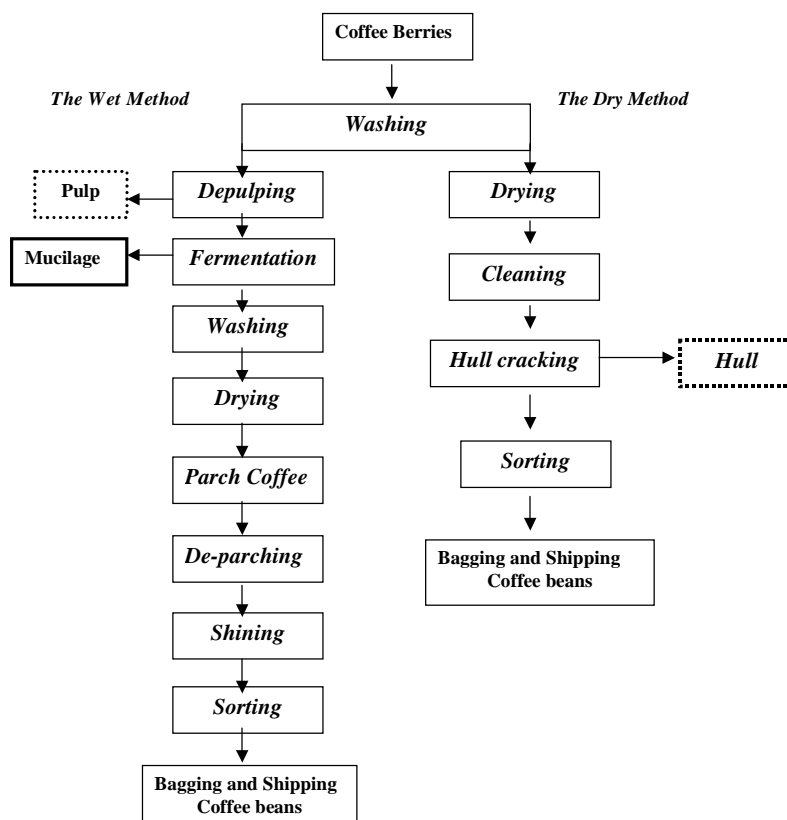 Coffee Berries
The Wet Method
The Dry Method
Washing
Pulp
Depulping
Drying
Mucilage
Fermentation
Cleaning
Washing
Hull cracking
Hull
Drying
Sorting
Parch Coffee
De-parching
Bagging and Shipping
Coffee beans
Shining
Sorting
Bagging and Shipping
Coffee beans